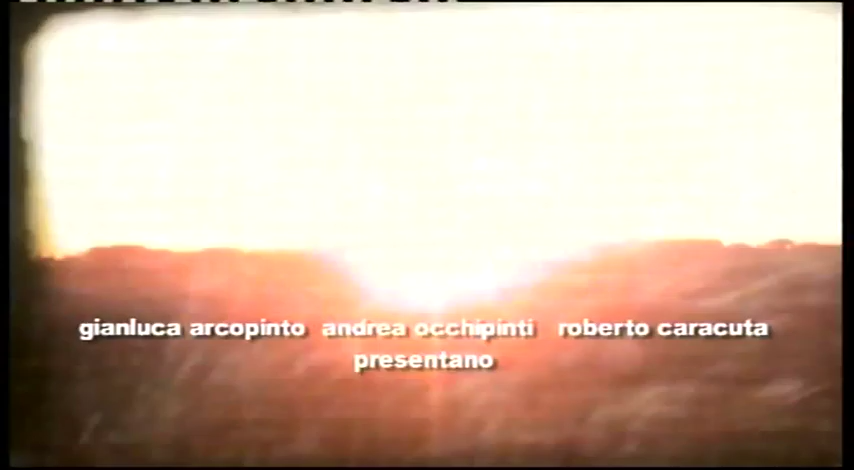 gianluca arcopinto andrea occhipinti roberto caracuta
presentano